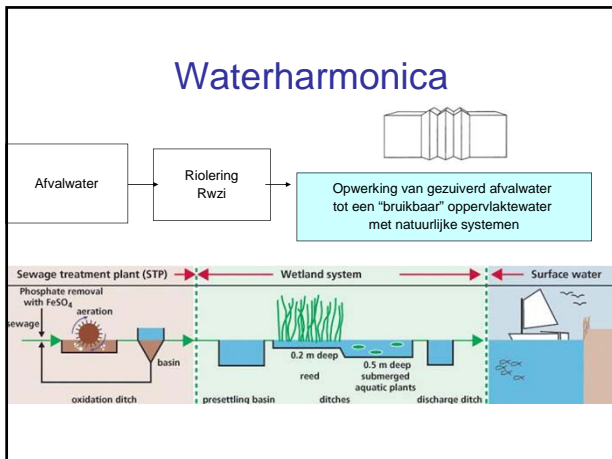 Waterharmonica
Afvalwater
Riolering
Rwzi
Opwerking van gezuiverd afvalwater
tot een “bruikbaar” oppervlaktewater
met natuurlijke systemen
Sewage treatment plant (STP)
Wetland system
Surface water
Phosphate removal
with FeSO4
aeration
sewage
basin
oxidation ditch
0.2 m deep
reed
0.5 m deep
submerged
aquatic plants
presettling basin
ditches
discharge ditch